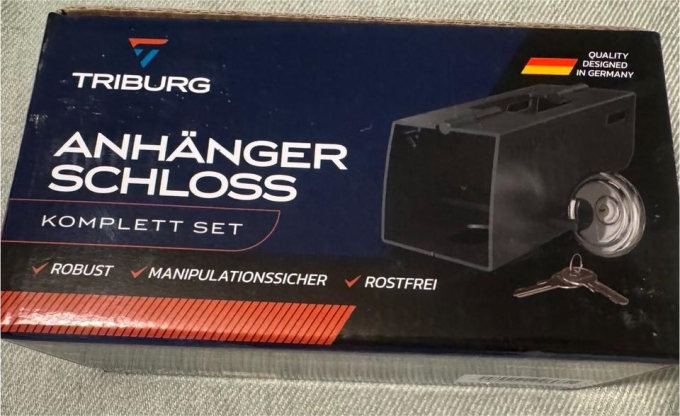 TRIBURG
QUALITY
DESIGNED
IN GERMANY
ANHÄNGER
SCHLOSS
KOMPLETT SET
ROBUST
MANIPULATIONSSICHER
ROSTFREI